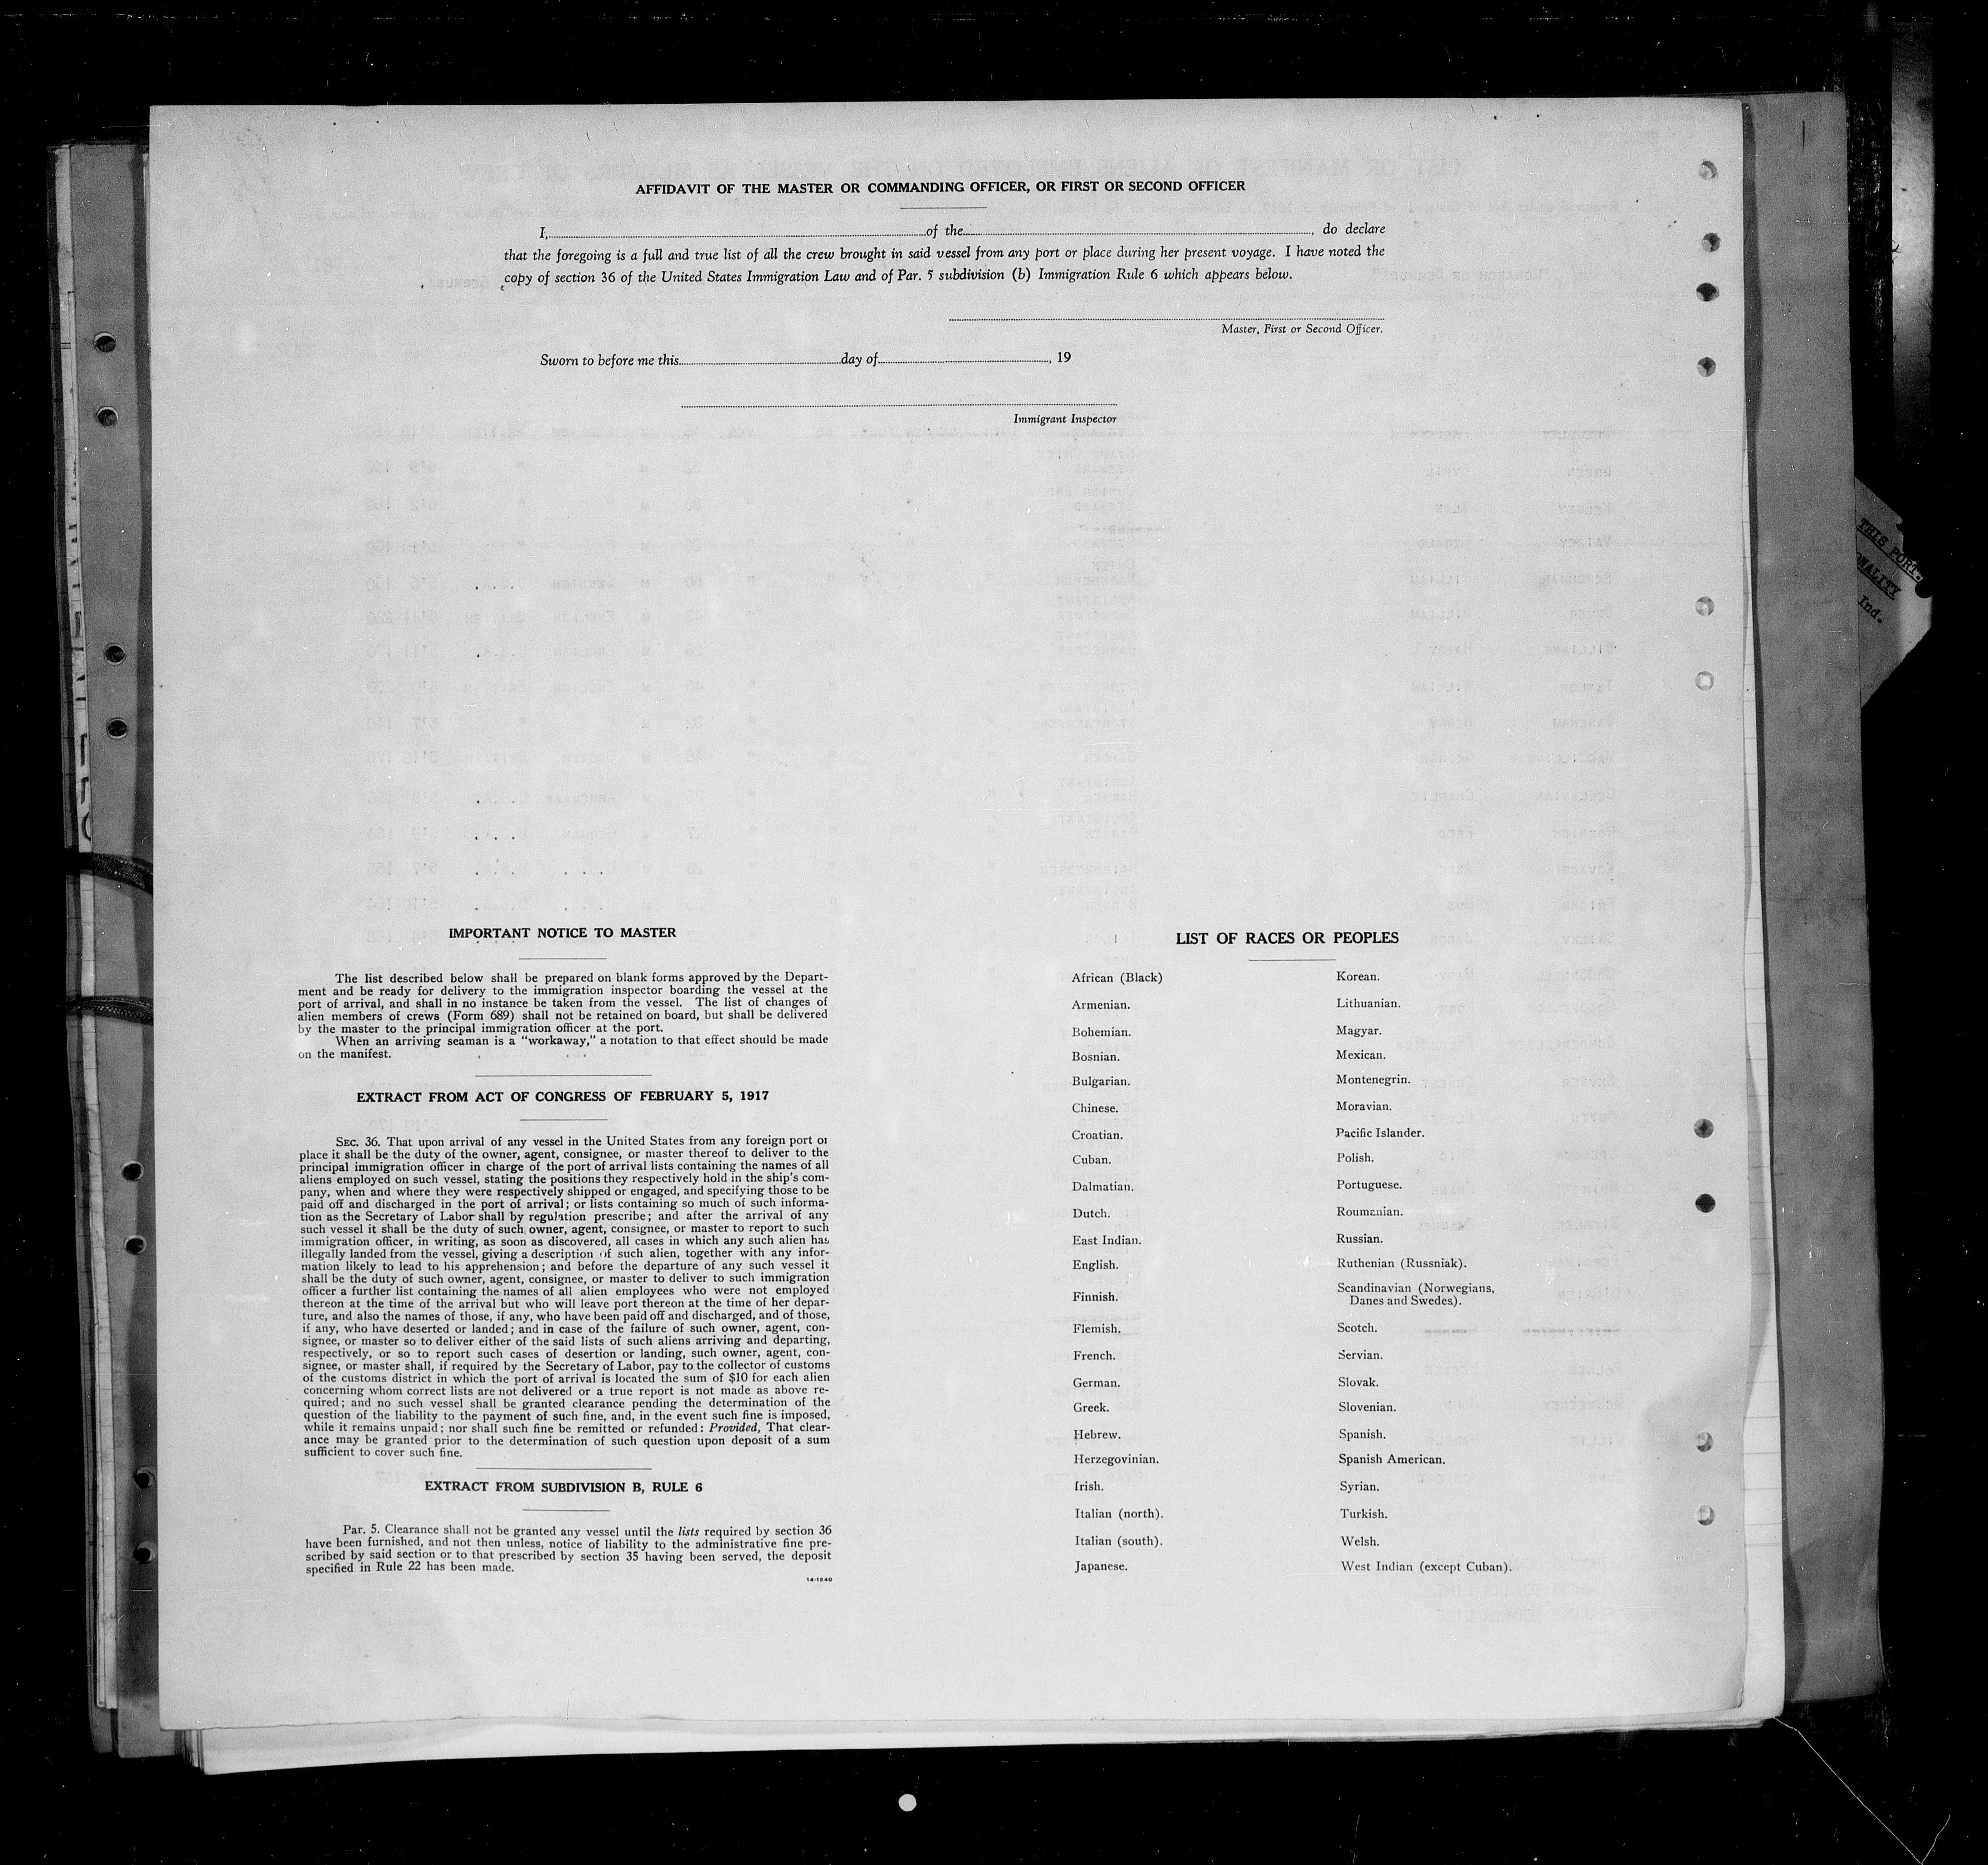 AFFIDAVIT OF THE MASTER OR COMMANDING OFFICER, OR FIRST OR SECOND OFFICER
I, of the , do declare
that the foregoing is a full and true list of all the crew brought in said vessel from any port or place during her present voyage. I have noted the
copy of section 36 of the United States Immigration Law and of Par. 5 subdivision (b) Immigration Rule 6 which appears below.
Master, First or Second Officer.
Sworn to before me this day of , 19
Immigrant Inspector
IMPORTANT NOTICE TO MASTER
The list described below shall be prepared on blank forms approved by the Depart-
ment and be ready for delivery to the immigration inspector boarding the vessel at the
port of arrival, and shall in no instance be taken from the vessel. The list of changes of
alien members of crews (Form 689) shall not be retained on board, but shall be delivered
by the master to the principal immigration officer at the port.
When an arriving seaman is a “workaway,” a notation to that effect should be made
on the manifest.
EXTRACT FROM ACT OF CONGRESS OF FEBRUARY 5, 1917
SEC. 36. That upon arrival of any vessel in the United States from any foreign port or
place it shall be the duty of the owner, agent, consignee, or master thereof to deliver to the
principal immigration officer in charge of the port of arrival lists containing the names of all
aliens employed on such vessel, stating the positions they respectively hold in the ship's com-
pany, when and where they were respectively shipped or engaged, and specifying those to be
paid off and discharged in the port of arrival; or lists containing so much of such informa-
tion as the Secretary of Labor shall by regulation prescribe; and after the arrival of any
such vessel it shall be the duty of such owner, agent, consignee, or master to report to such
immigration officer, in writing, as soon as discovered, all cases in which any such alien has
illegally landed from the vessel, giving a description of such alien, together with any infor-
mation likely to lead to his apprehension; and before the departure of any such vessel it
shall be the duty of such owner, agent, consignee, or master to deliver to such immigration
officer a further list containing the names of all alien employees who were not employed
thereon at the time of the arrival but who will leave port thereon at the time of her depar-
ture, and also the names of those, if any, who have been paid off and discharged, and of those,
if any, who have deserted or landed; and in case of the failure of such owner, agent, con-
signee, or master so to deliver either of the said lists of such aliens arriving and departing,
respectively, or so to report such cases of desertion or landing, such owner, agent, con-
signee, or master shall, if required by the Secretary of Labor, pay to the collector of customs
of the customs district in which the port of arrival is located the sum of $10 for each alien
concerning whom correct lists are not delivered or a true report is not made as above re-
quired; and no such vessel shall be granted clearance pending the determination of the
question of the liability to the payment of such fine, and, in the event such fine is imposed,
while it remains unpaid; nor shall such fine be remitted or refunded: Provided, That clear-
ance may be granted prior to the determination of such question upon deposit of a sum
sufficient to cover such fine.
EXTRACT FROM SUBDIVISION B, RULE 6
Par. 5. Clearance shall not be granted any vessel until the lists required by section 36
have been furnished, and not then unless, notice of liability to the administrative fine pre-
scribed by said section or to that prescribed by section 35 having been served, the deposit
specified in Rule 22 has been made.
14-1240
LIST OF RACES OR PEOPLES
African (Black)
Armenian.
Bohemian.
Bosnian.
Bulgarian.
Chinese.
Croatian.
Cuban.
Dalmatian.
Dutch.
East Indian.
English.
Finnish.
Flemish.
French.
German.
Greek.
Hebrew.
Herzegovinian.
Irish.
Italian (north).
Italian (south).
Japanese.
Korean.
Lithuanian.
Magyar.
Mexican.
Montenegrin.
Moravian.
Pacific Islander.
Polish.
Portuguese.
Roumanian.
Russian.
Ruthenian (Russniak).
Scandinavian (Norwegians,
Danes and Swedes).
Scotch.
Servian.
Slovak.
Slovenian.
Spanish.
Spanish American.
Syrian.
Turkish.
Welsh.
West Indian (except Cuban).
THIS PORT.
Ind.